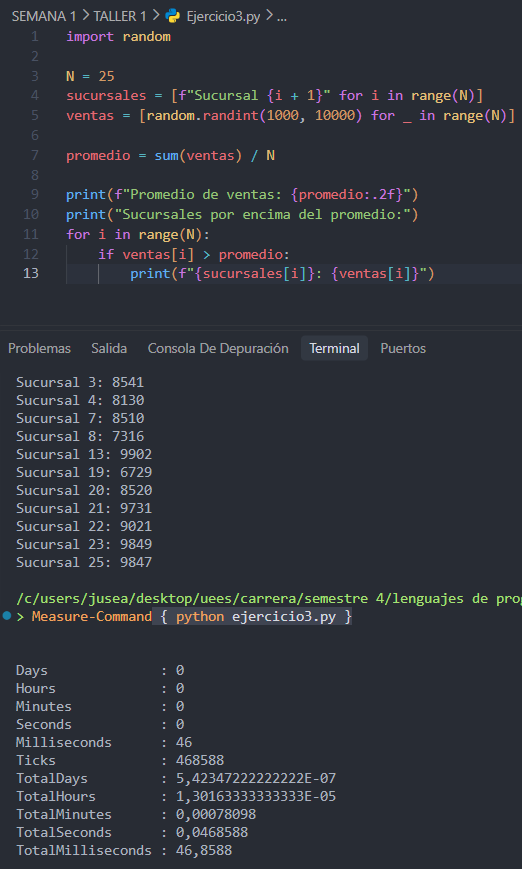 SEMANA 1 > TALLER 1 > Ejercicio3.py > ...
1 import random
2
3 N = 25
4 sucursales = [f"Sucursal {i + 1}" for i in range(N)]
5 ventas = [random.randint(1000, 10000) for _ in range(N)]
6
7 promedio = sum(ventas) / N
8
9 print(f"Promedio de ventas: {promedio:.2f}")
10 print("Sucursales por encima del promedio:")
11 for i in range(N):
12     if ventas[i] > promedio:
13         print(f"{sucursales[i]}: {ventas[i]}")
Problemas Salida Consola De Depuración Terminal Puertos
Sucursal 3: 8541
Sucursal 4: 8130
Sucursal 7: 8510
Sucursal 8: 7316
Sucursal 13: 9902
Sucursal 19: 6729
Sucursal 20: 8520
Sucursal 21: 9731
Sucursal 22: 9021
Sucursal 23: 9849
Sucursal 25: 9847
/c/users/jusea/desktop/uees/carrera/semestre 4/lenguajes de prog
> Measure-Command { python ejercicio3.py }
Days : 0
Hours : 0
Minutes : 0
Seconds : 0
Milliseconds : 46
Ticks : 468588
TotalDays : 5,42347222222222E-07
TotalHours : 1,30163333333333E-05
TotalMinutes : 0,00078098
TotalSeconds : 0,0468588
TotalMilliseconds : 46,8588